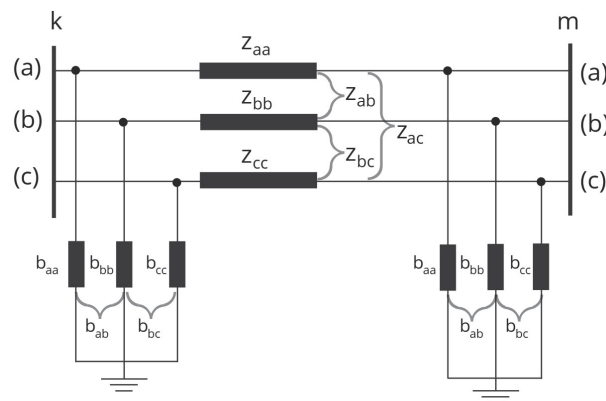 k m
(a) Z_aa (a)
Z_ab
(b) Z_bb Z_ac (b)
Z_bc
(c) Z_cc (c)
b_aa b_bb b_cc b_aa b_bb b_cc
b_ab b_bc b_ab b_bc